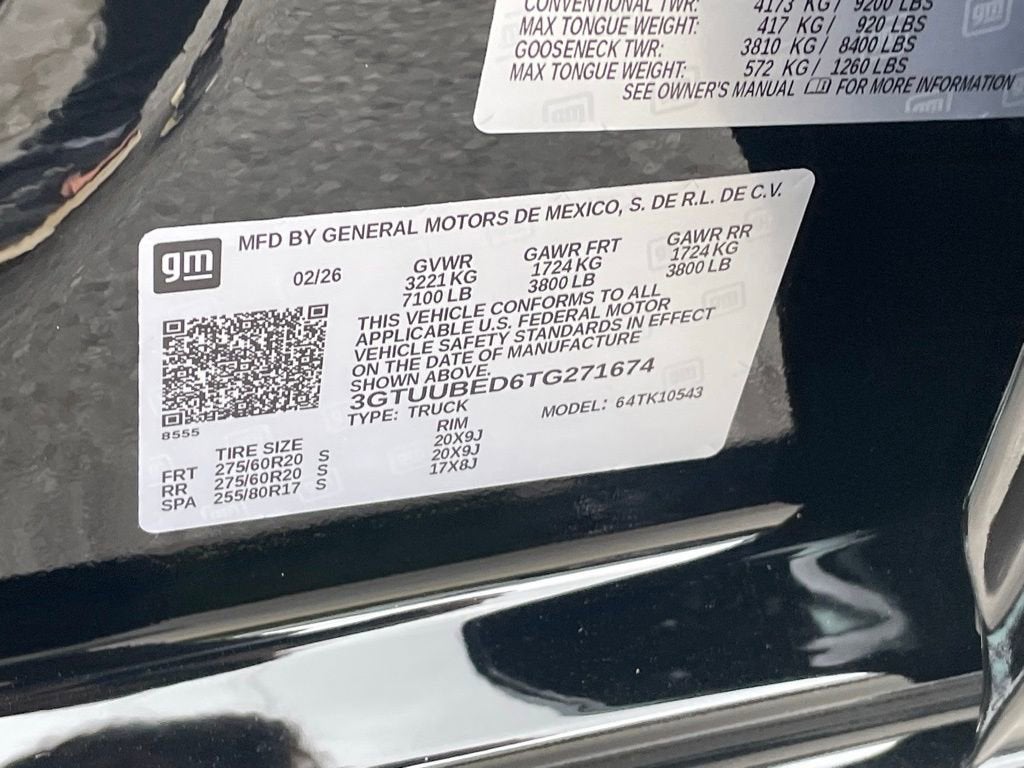 CONVENTIONAL TWR: 4173 KG/ 9200 LBS
MAX TONGUE WEIGHT: 417 KG/ 920 LBS
GOOSENECK TWR: 3810 KG/ 8400 LBS
MAX TONGUE WEIGHT: 572 KG/ 1260 LBS
SEE OWNER'S MANUAL FOR MORE INFORMATION
gm
MFD BY GENERAL MOTORS DE MEXICO, S. DE R.L. DE C.V.
02/26 GVWR GAWR FRT GAWR RR
3221 KG 1724 KG 1724 KG
7100 LB 3800 LB 3800 LB
THIS VEHICLE CONFORMS TO ALL
APPLICABLE U.S. FEDERAL MOTOR
VEHICLE SAFETY STANDARDS IN EFFECT
ON THE DATE OF MANUFACTURE
SHOWN ABOVE.
3GTUUBED6TG271674
TYPE: TRUCK MODEL: 64TK10543
8555
TIRE SIZE RIM
FRT 275/60R20 S 20X9J
RR 275/60R20 S 20X9J
SPA 255/80R17 S 17X8J